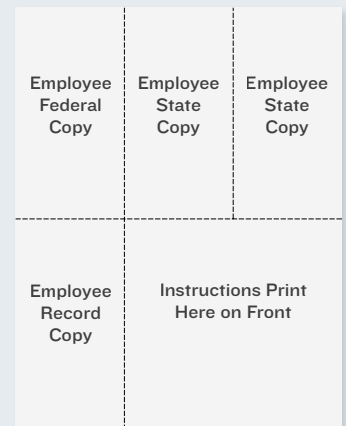 Employee
Federal
Copy
Employee
State
Copy
Employee
State
Copy
Employee
Record
Copy
Instructions Print
Here on Front